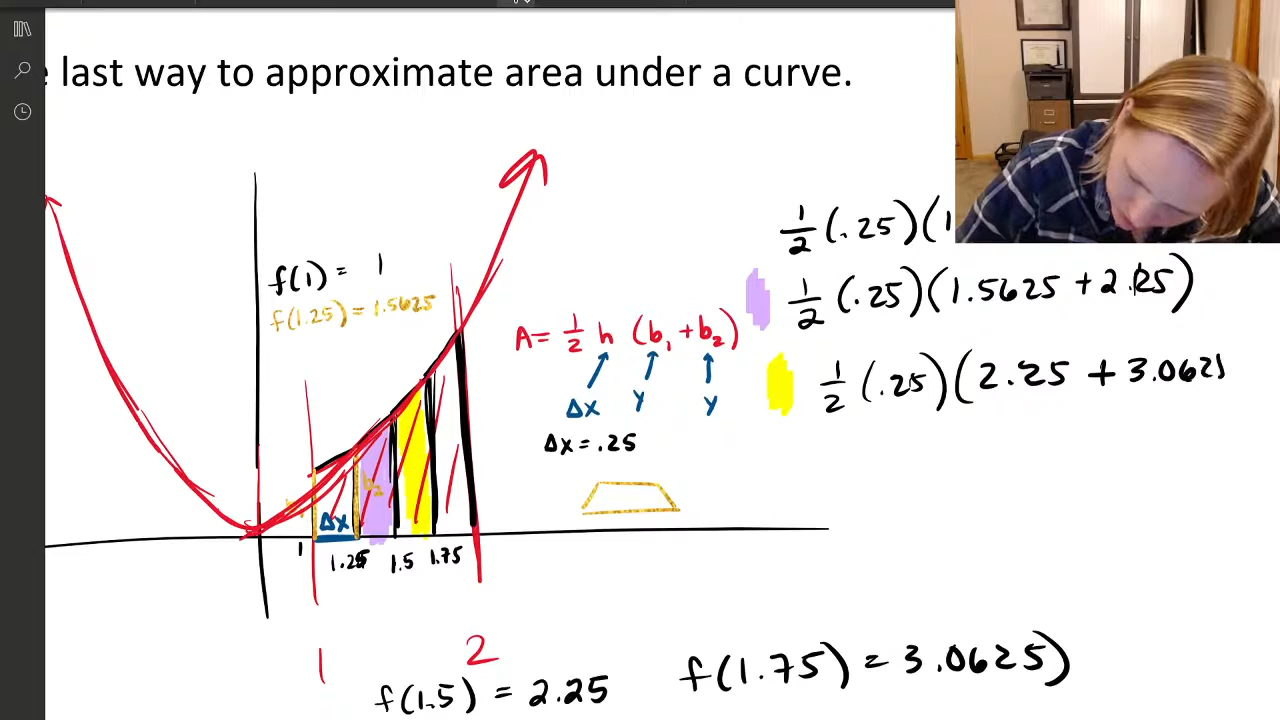 last way to approximate area under a curve.
f(1) = 1
f(1.25) = 1.5625
A = 1/2 h (b₁ + b₂)
Δx y y
Δx = .25
1/2 (.25)(1
1/2 (.25)(1.5625 + 2.25)
1/2 (.25)(2.25 + 3.062
b₂
Δx
1 1.25 1.5 1.75
1 2
f(1.5) = 2.25
f(1.75) = 3.0625)